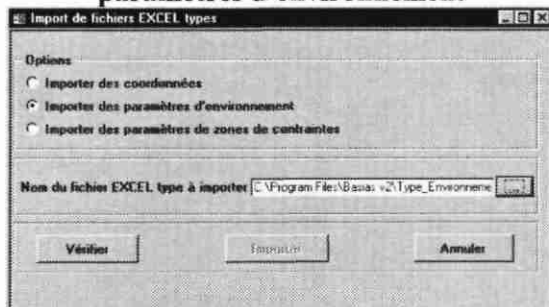 paramètres d'environnement
Import de fichiers EXCEL types
Options
Importer des coordonnées
Importer des paramètres d'environnement
Importer des paramètres de zones de contraintes
Nom du fichier EXCEL type à importer C:\Program Files\Basias v2\Type_Environneme ...
Vérifier Importer Annuler